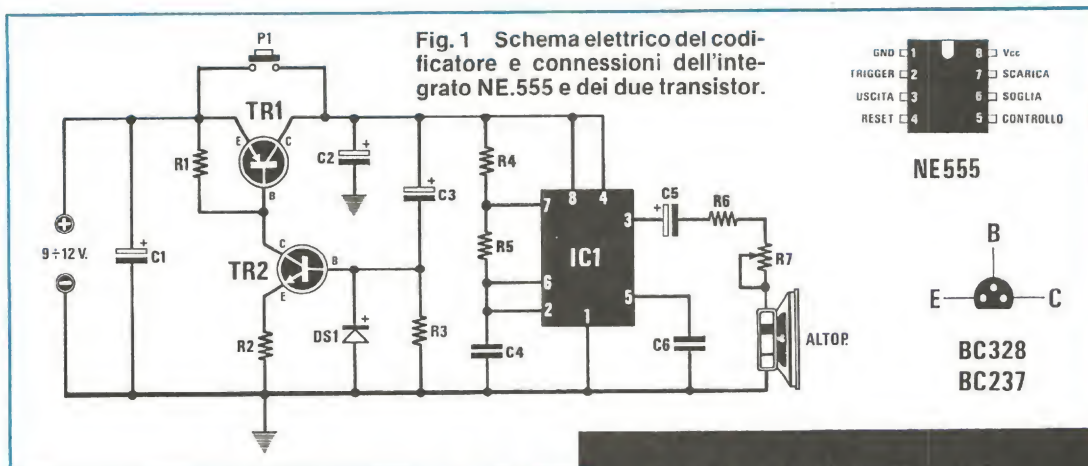 P1
Fig. 1 Schema elettrico del codi-
ficatore e connessioni dell'inte-
grato NE.555 e dei due transistor.
GND 1
8 Vcc
TRIGGER 2
7 SCARICA
USCITA 3
6 SOGLIA
RESET 4
5 CONTROLLO
NE555
TR1
E
C
B
R1
C2
+
C3
+
R4
7
8
4
3
C5
+
R6
R5
IC1
R7
+
9÷12 V.
-
C1
+
TR2
C
B
E
6
2
5
1
R2
DS1
+
R3
C4
C6
ALTOP.
B
E
C
BC328
BC237